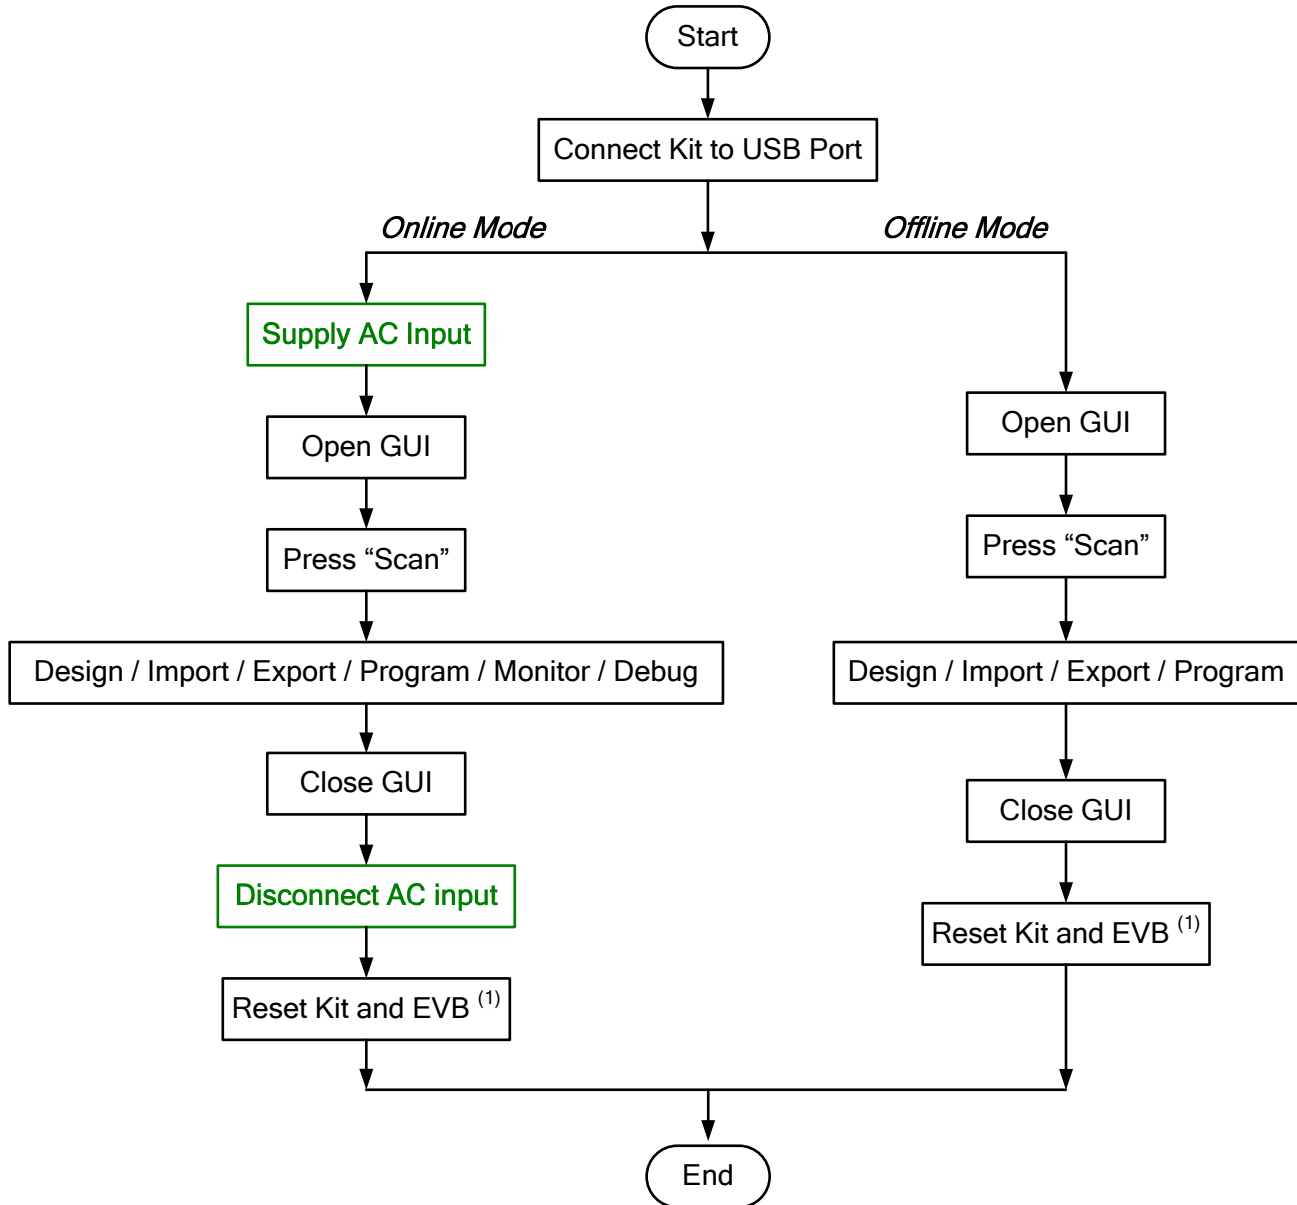 Start
Connect Kit to USB Port
Online Mode
Offline Mode
Supply AC Input
Open GUI
Press “Scan”
Design / Import / Export / Program / Monitor / Debug
Close GUI
Disconnect AC input
Reset Kit and EVB (1)
Open GUI
Press “Scan”
Design / Import / Export / Program
Close GUI
Reset Kit and EVB (1)
End